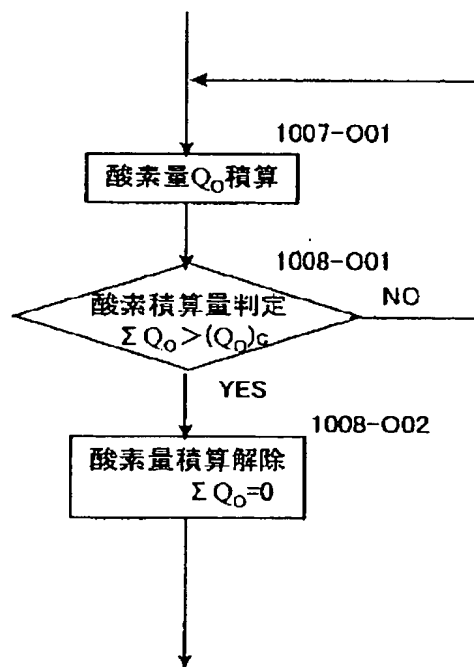 1007-O01
酸素量Q_O積算
1008-O01
酸素積算量判定
ΣQ_O>(Q_O)c
NO
YES
1008-O02
酸素量積算解除
ΣQ_O=0